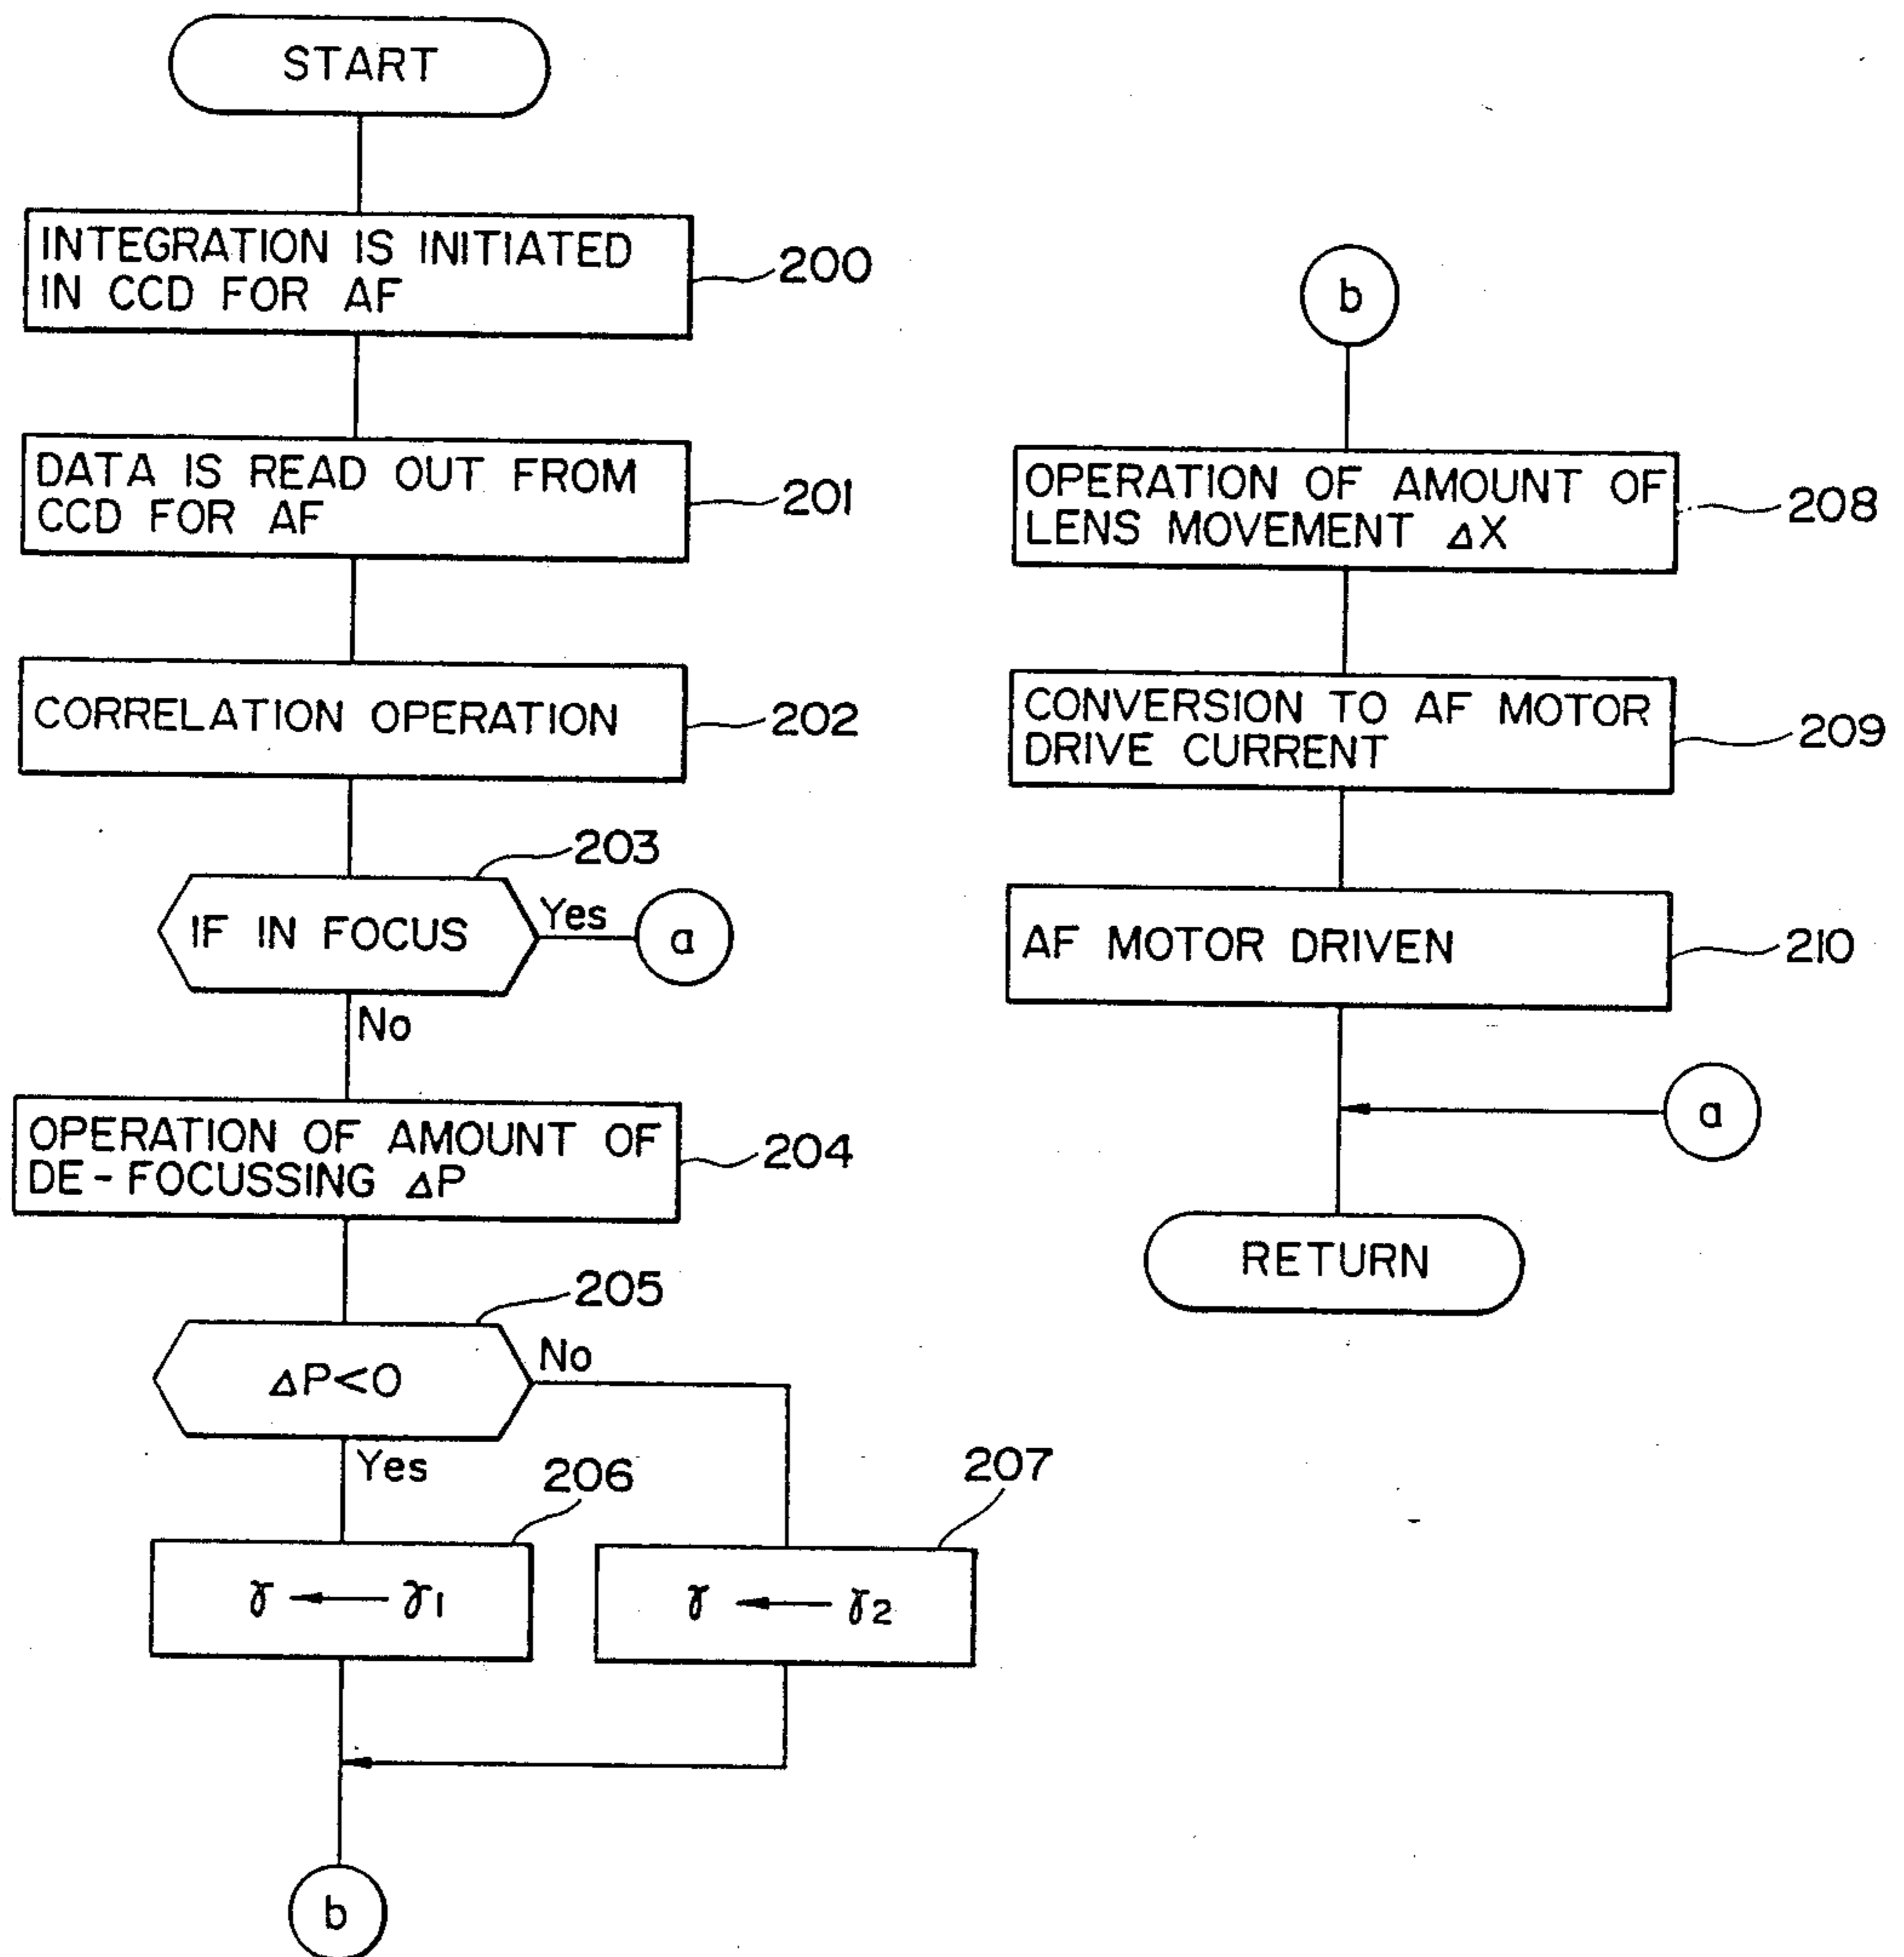 START
INTEGRATION IS INITIATED
IN CCD FOR AF
200
DATA IS READ OUT FROM
CCD FOR AF
201
CORRELATION OPERATION
202
203
IF IN FOCUS
Yes
a
No
OPERATION OF AMOUNT OF
DE-FOCUSSING ΔP
204
205
ΔP<0
No
Yes
206
207
γ ← γ1
γ ← γ2
b
b
OPERATION OF AMOUNT OF
LENS MOVEMENT ΔX
208
CONVERSION TO AF MOTOR
DRIVE CURRENT
209
AF MOTOR DRIVEN
210
a
RETURN